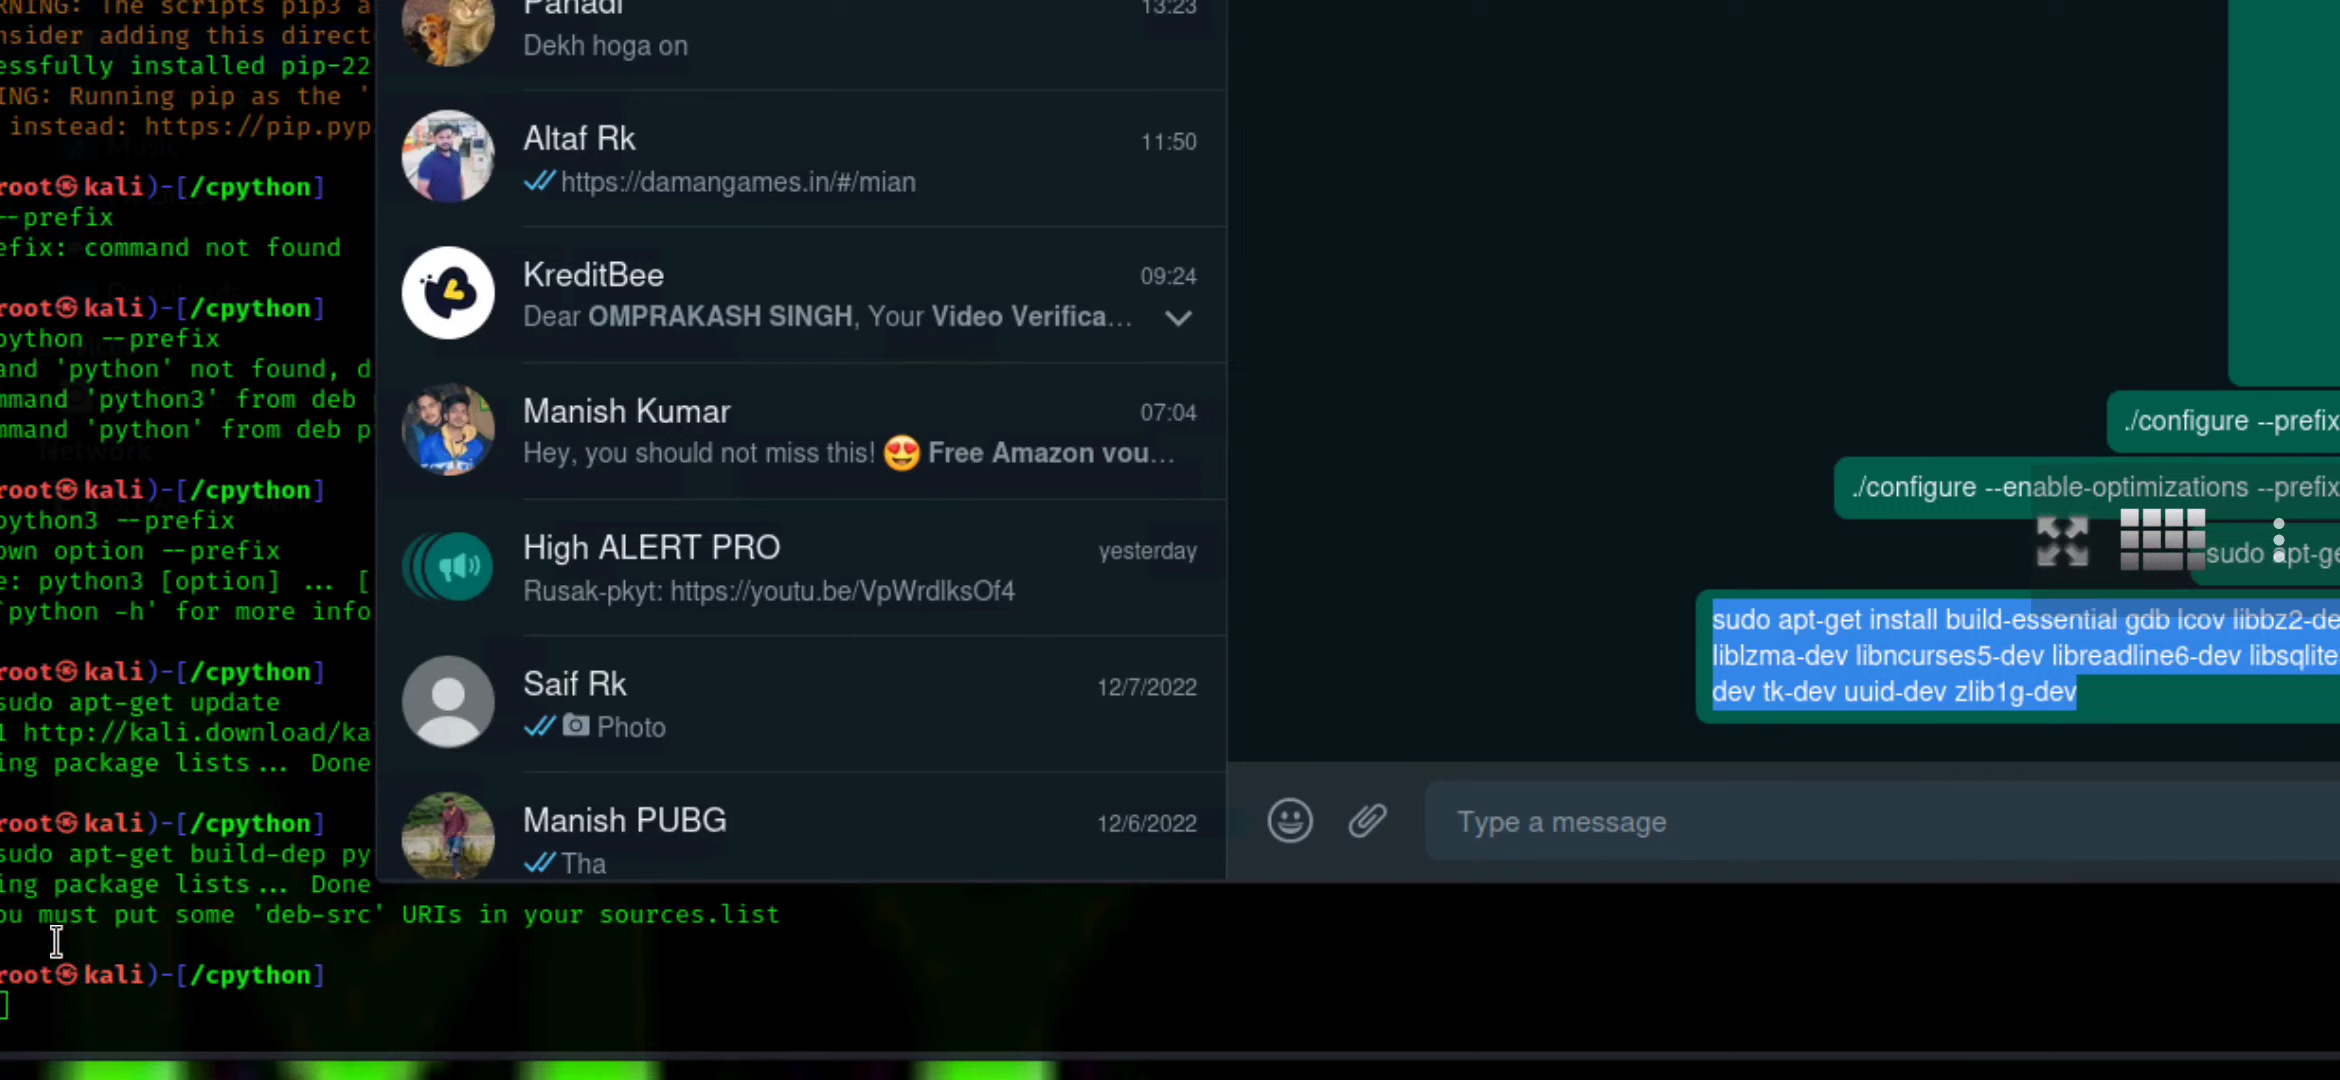 RNING: The scripts pip3 a
nsider adding this direct
essfully installed pip-22
ING: Running pip as the '
instead: https://pip.pyp
root㉿kali)-[/cpython]
--prefix
efix: command not found
root㉿kali)-[/cpython]
python --prefix
and 'python' not found, d
mmand 'python3' from deb
mmand 'python' from deb p
root㉿kali)-[/cpython]
python3 --prefix
own option --prefix
e: python3 [option] ... [
`python -h' for more info
root㉿kali)-[/cpython]
sudo apt-get update
1 http://kali.download/ka
ing package lists... Done
root㉿kali)-[/cpython]
sudo apt-get build-dep py
ing package lists... Done
ou must put some 'deb-src' URIs in your sources.list
root㉿kali)-[/cpython]
13:23
Dekh hoga on
Altaf Rk 11:50
https://damangames.in/#/mian
KreditBee 09:24
Dear OMPRAKASH SINGH, Your Video Verifica...
Manish Kumar 07:04
Hey, you should not miss this! 😍 Free Amazon vou...
High ALERT PRO yesterday
Rusak-pkyt: https://youtu.be/VpWrdlksOf4
Saif Rk 12/7/2022
Photo
Manish PUBG 12/6/2022
Tha
./configure --prefix
./configure --enable-optimizations --prefix
sudo apt-ge
sudo apt-get install build-essential gdb lcov libbz2-de
liblzma-dev libncurses5-dev libreadline6-dev libsqlite
dev tk-dev uuid-dev zlib1g-dev
Type a message